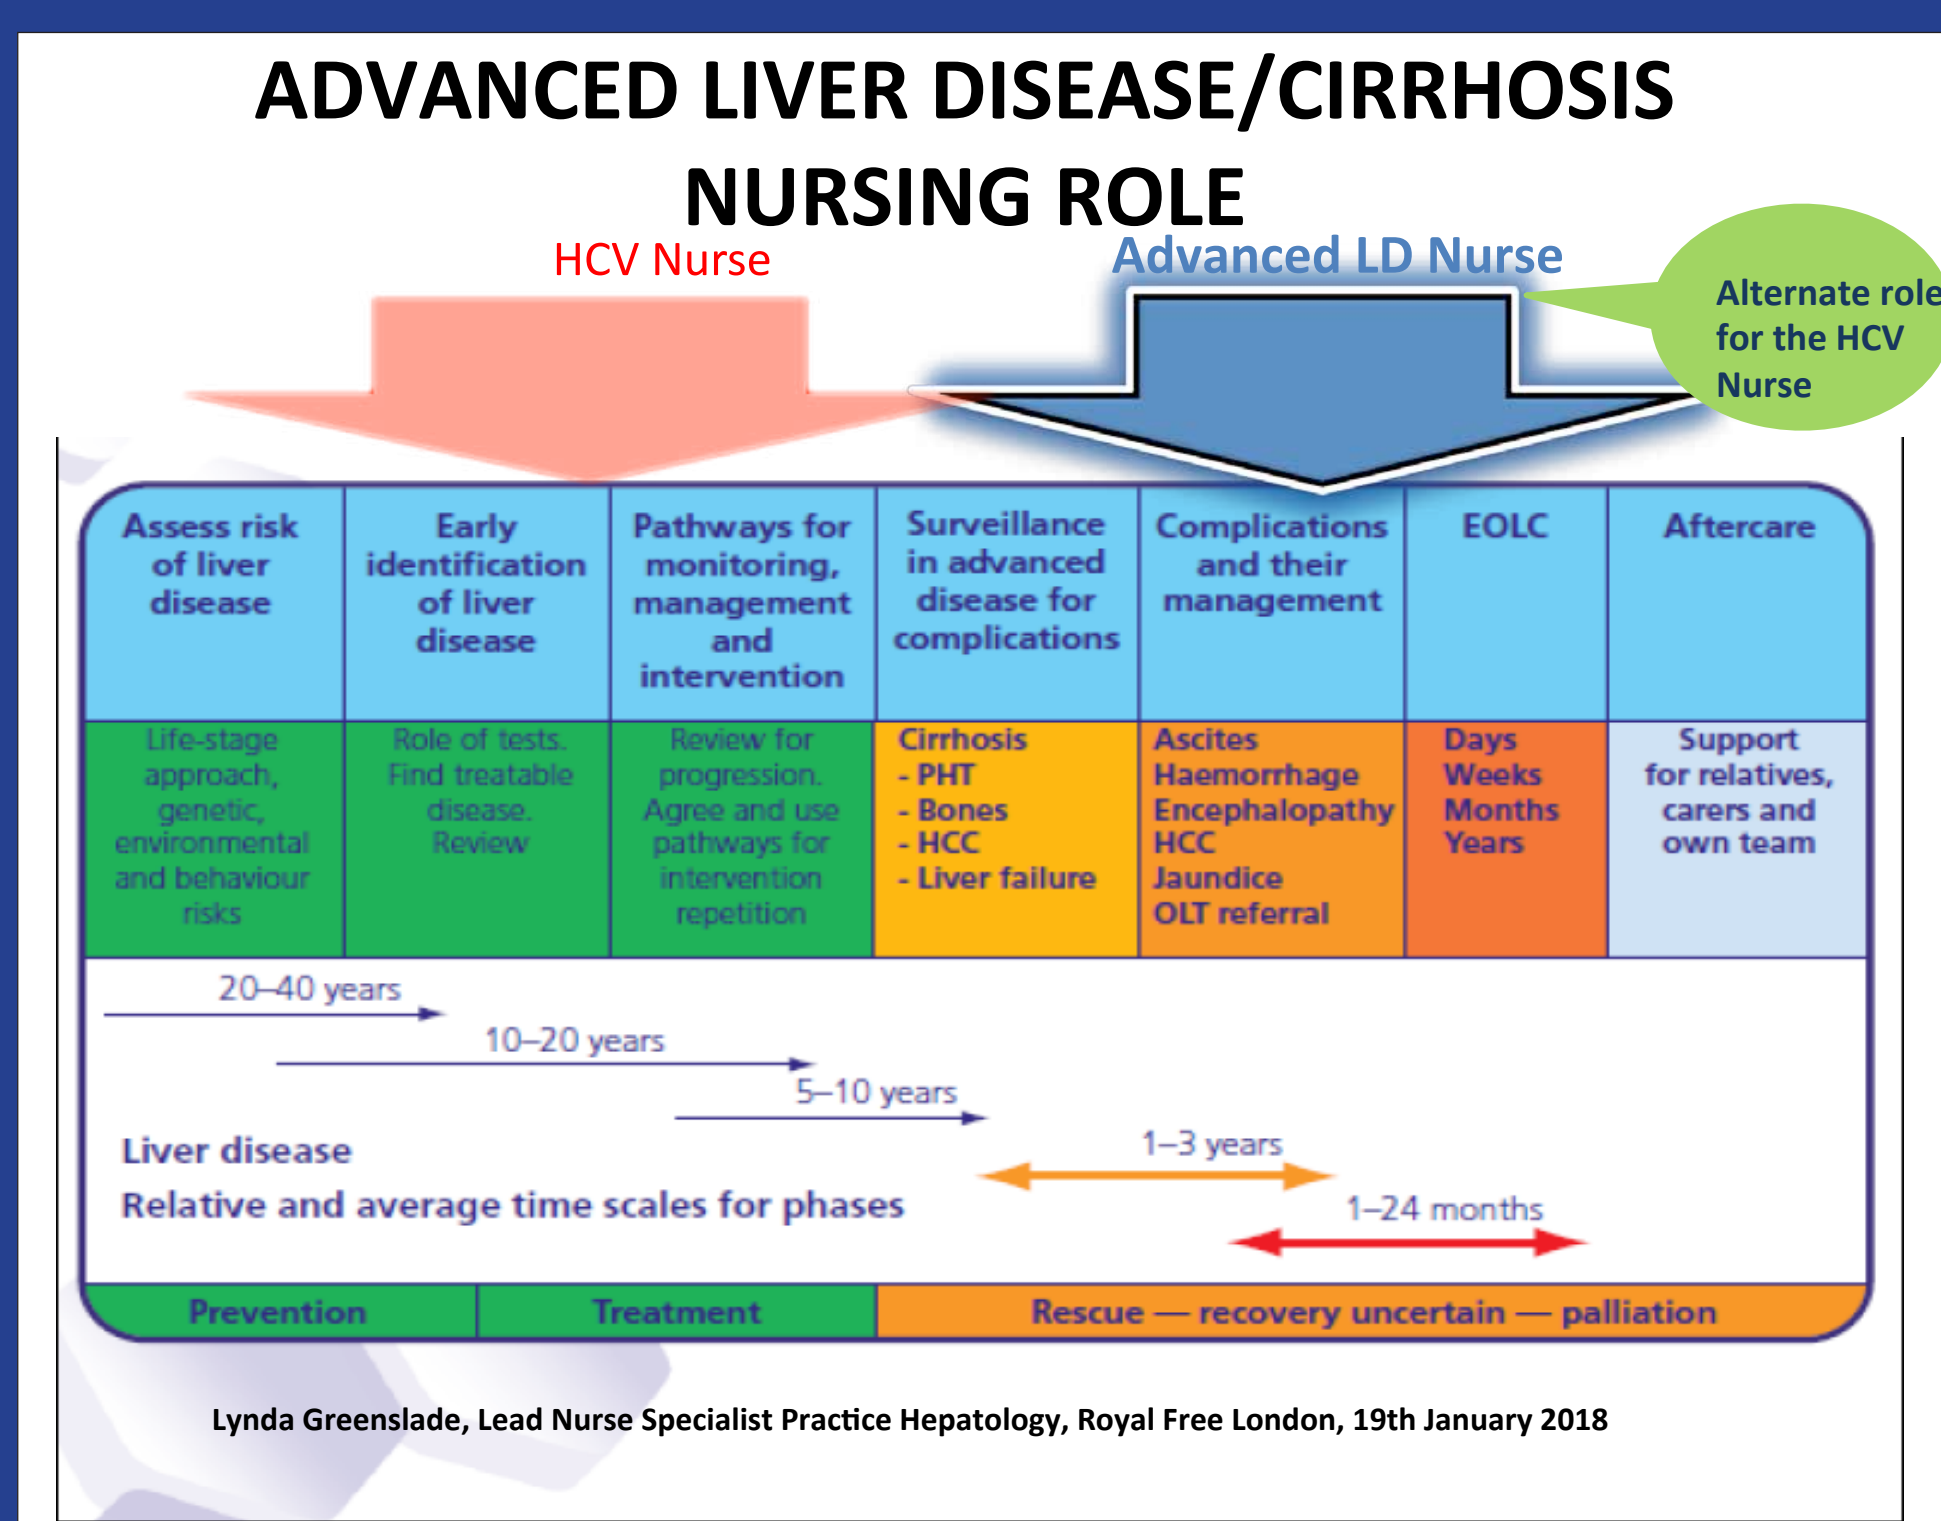 ADVANCED LIVER DISEASE/CIRRHOSIS
NURSING ROLE
HCV Nurse
Advanced LD Nurse
Alternate role
for the HCV
Nurse
Assess risk
of liver
disease
Early
identification
of liver
disease
Pathways for
monitoring,
management
and
intervention
Surveillance
in advanced
disease for
complications
Complications
and their
management
EOLC
Aftercare
Life-stage
approach,
genetic,
environmental
and behaviour
risks
Role of tests.
Find treatable
disease.
Review
Review for
progression.
Agree and use
pathways for
intervention
repetition
Cirrhosis
- PHT
- Bones
- HCC
- Liver failure
Ascites
Haemorrhage
Encephalopathy
HCC
Jaundice
OLT referral
Days
Weeks
Months
Years
Support
for relatives,
carers and
own team
20–40 years
10–20 years
5–10 years
1–3 years
1–24 months
Liver disease
Relative and average time scales for phases
Prevention
Treatment
Rescue — recovery uncertain — palliation
Lynda Greenslade, Lead Nurse Specialist Practice Hepatology, Royal Free London, 19th January 2018